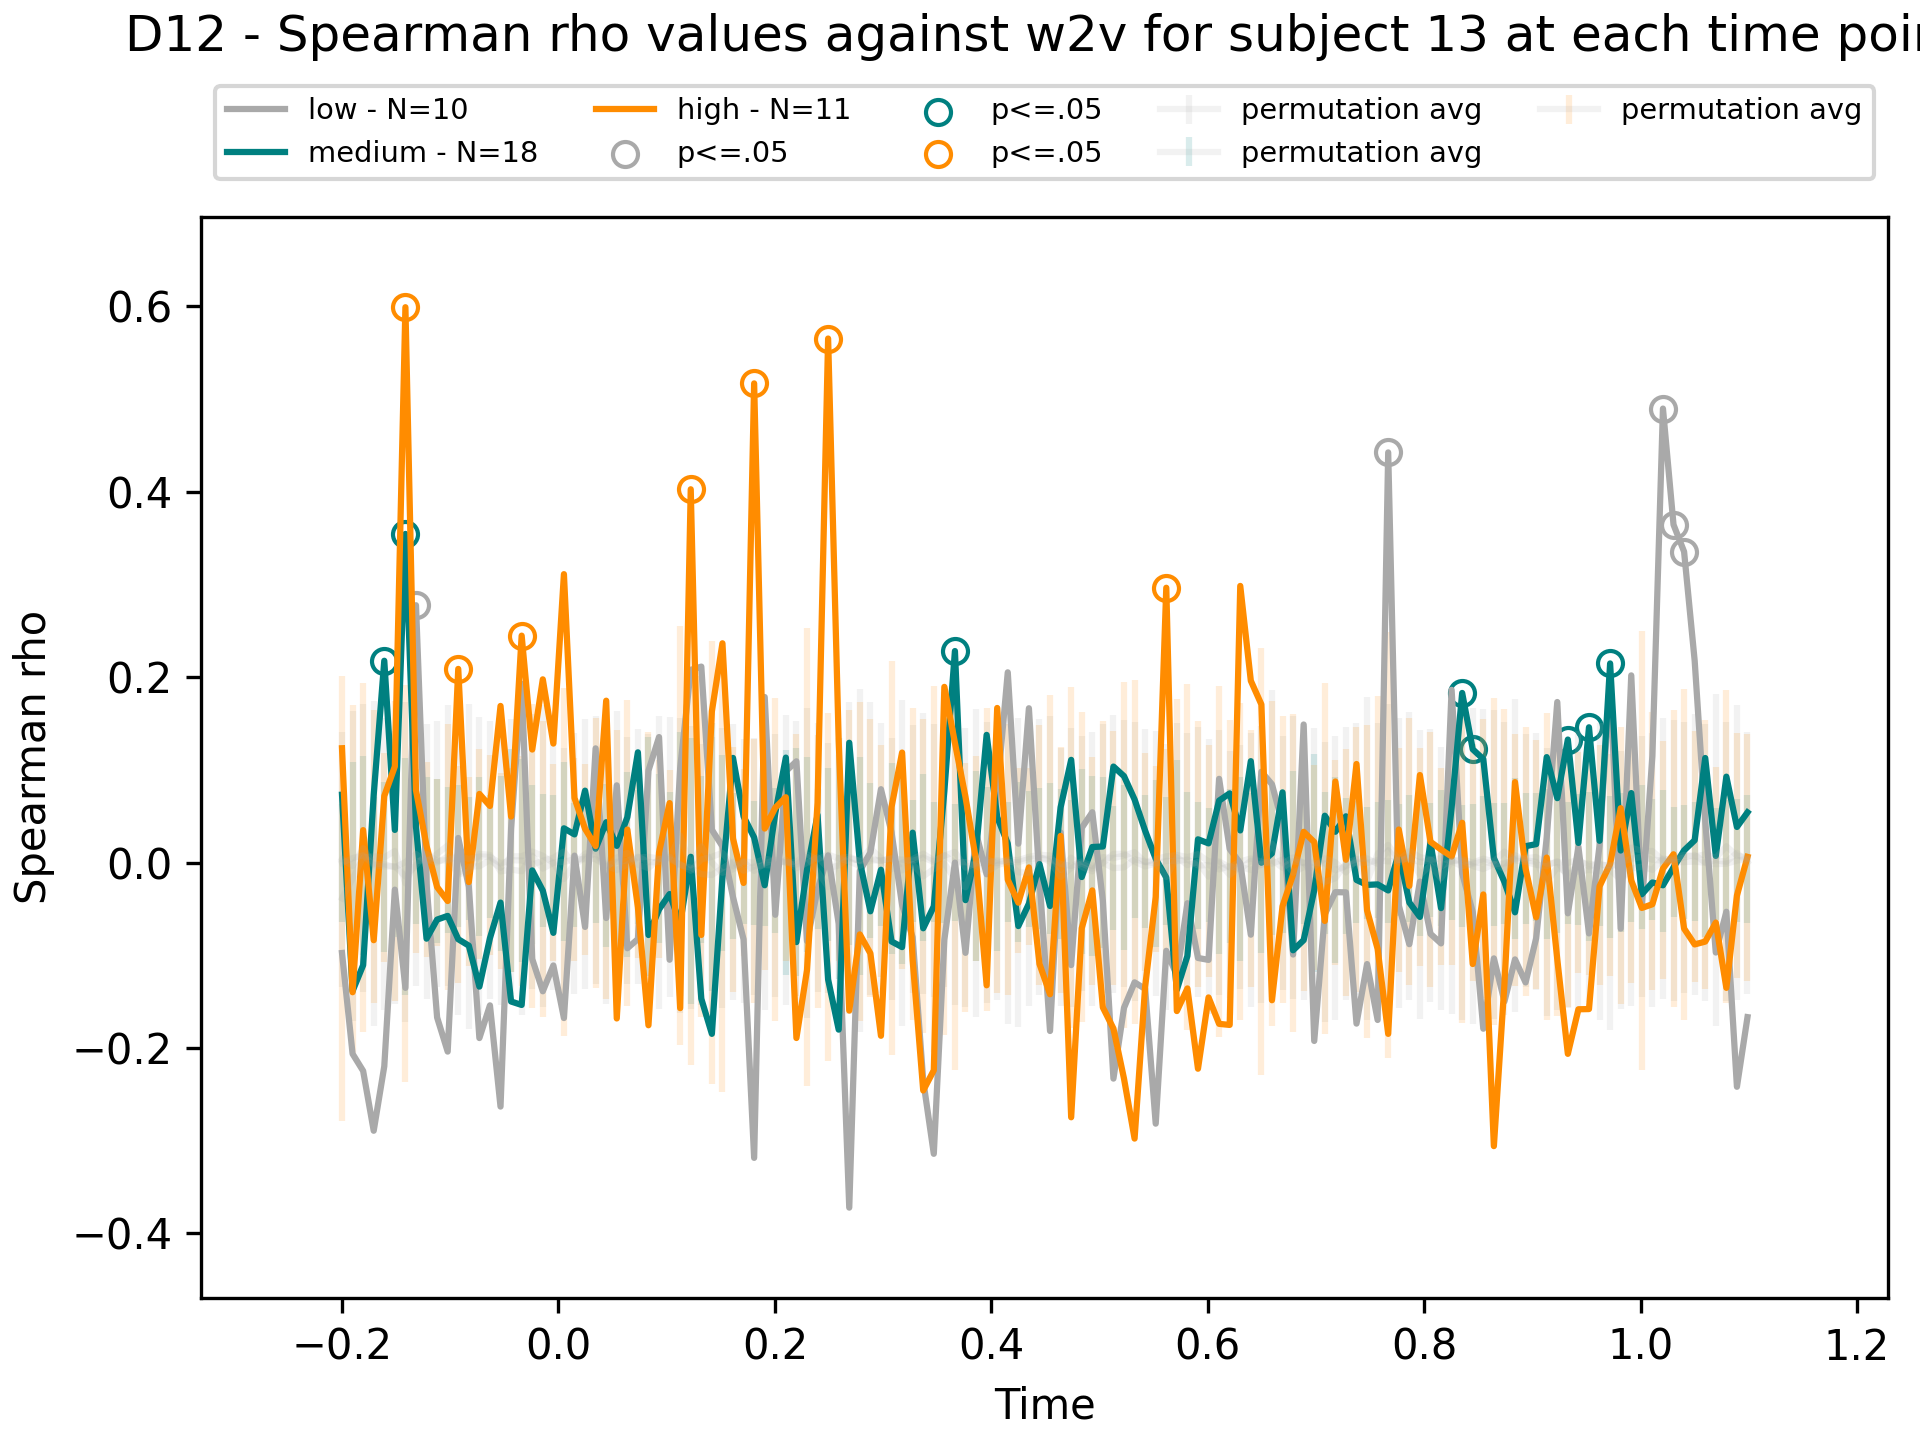 D12 - Spearman rho values against w2v for subject 13 at each time poi
low - N=10
medium - N=18
high - N=11
p<=.05
p<=.05
p<=.05
permutation avg
permutation avg
permutation avg
Spearman rho
0.6
0.4
0.2
0.0
−0.2
−0.4
−0.2 0.0 0.2 0.4 0.6 0.8 1.0 1.2
Time